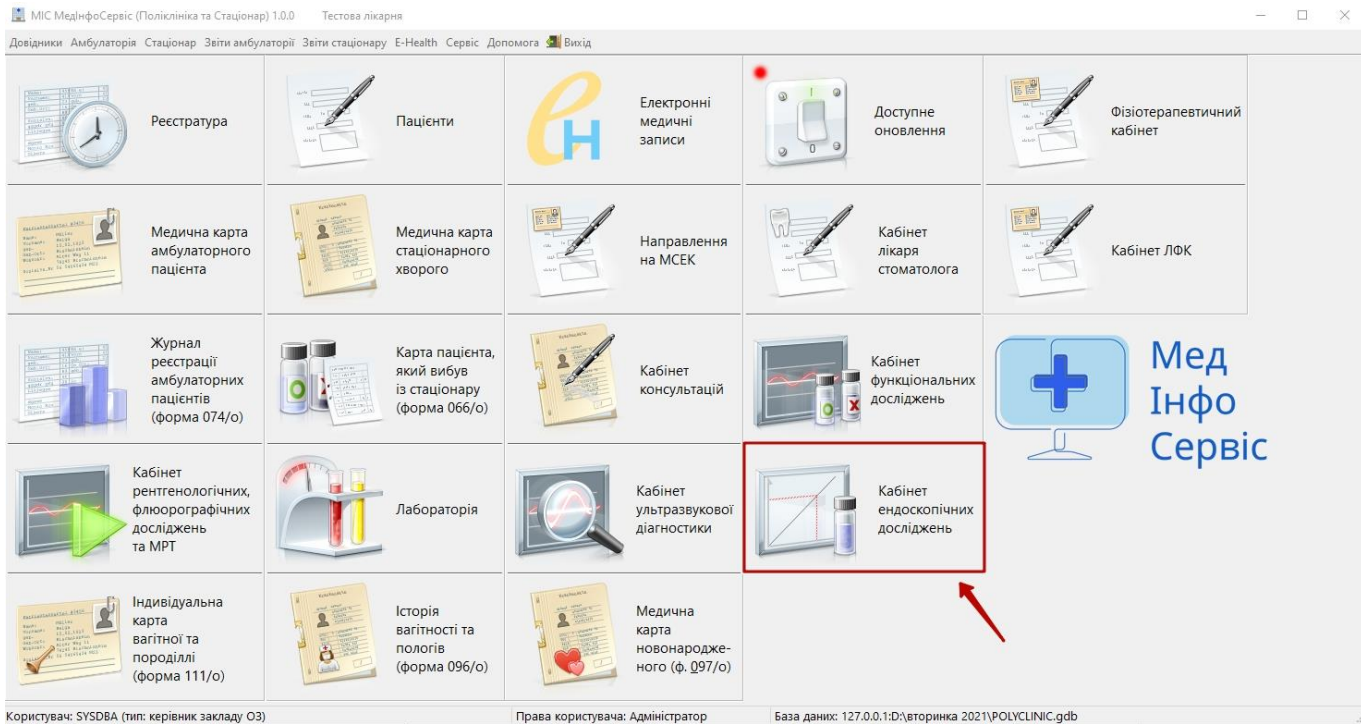 МІС МедІнфоСервіс (Поліклініка та Стаціонар) 1.0.0 Тестова лікарня
Довідники Амбулаторія Стаціонар Звіти амбулаторії Звіти стаціонару E-Health Сервіс Допомога Вихід
Реєстратура
Пацієнти
Електронні
медичні
записи
Доступне
оновлення
Фізіотерапевтичний
кабінет
Медична карта
амбулаторного
пацієнта
Медична карта
стаціонарного
хворого
Направлення
на МСЕК
Кабінет
лікаря
стоматолога
Кабінет ЛФК
Журнал
реєстрації
амбулаторних
пацієнтів
(форма 074/о)
Карта пацієнта,
який вибув
із стаціонару
(форма 066/о)
Кабінет
консультацій
Кабінет
функціональних
досліджень
Мед
Інфо
Сервіс
Кабінет
рентгенологічних,
флюорографічних
досліджень
та МРТ
Лабораторія
Кабінет
ультразвукової
діагностики
Кабінет
ендоскопічних
досліджень
Індивідуальна
карта
вагітної та
породіллі
(форма 111/о)
Історія
вагітності та
пологів
(форма 096/о)
Медична
карта
новонародже-
ного (ф. 097/о)
Користувач: SYSDBA (тип: керівник закладу ОЗ) Права користувача: Адміністратор База даних: 127.0.0.1:D:\вторинка 2021\POLYCLINIC.gdb